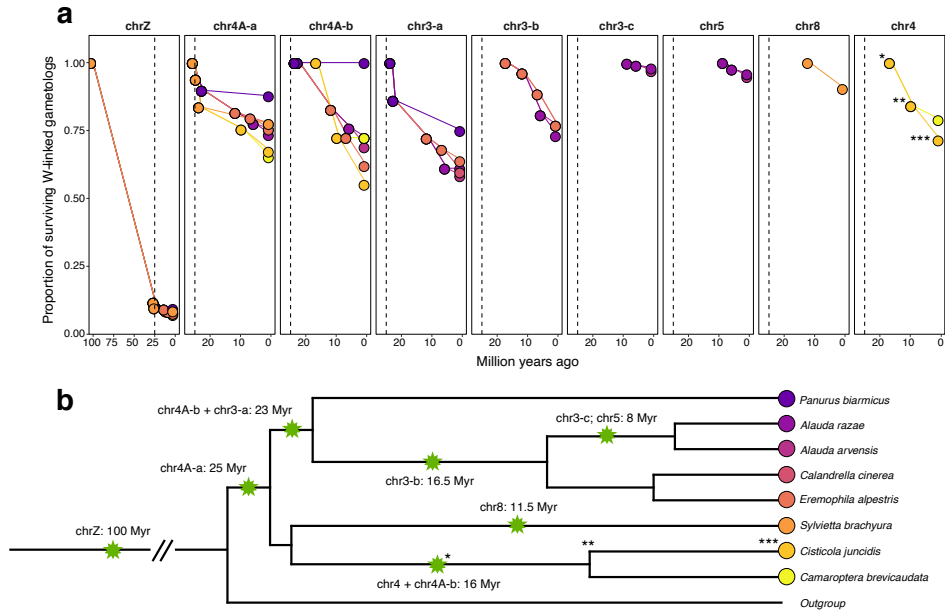 a
chrZ chr4A-a chr4A-b chr3-a chr3-b chr3-c chr5 chr8 chr4
Proportion of surviving W-linked gametologs
1.00
0.75
0.50
0.25
0.00
*
**
***
100 75 50 25 0 20 10 0 20 10 0 20 10 0 20 10 0 20 10 0 20 10 0 20 10 0 20 10 0
Million years ago
b
chr4A-b + chr3-a: 23 Myr
chr3-c; chr5: 8 Myr
chr4A-a: 25 Myr
chr3-b: 16.5 Myr
chrZ: 100 Myr
chr8: 11.5 Myr
*
**
***
chr4 + chr4A-b: 16 Myr
Panurus biarmicus
Alauda razae
Alauda arvensis
Calandrella cinerea
Eremophila alpestris
Sylvietta brachyura
Cisticola juncidis
Camaroptera brevicaudata
Outgroup